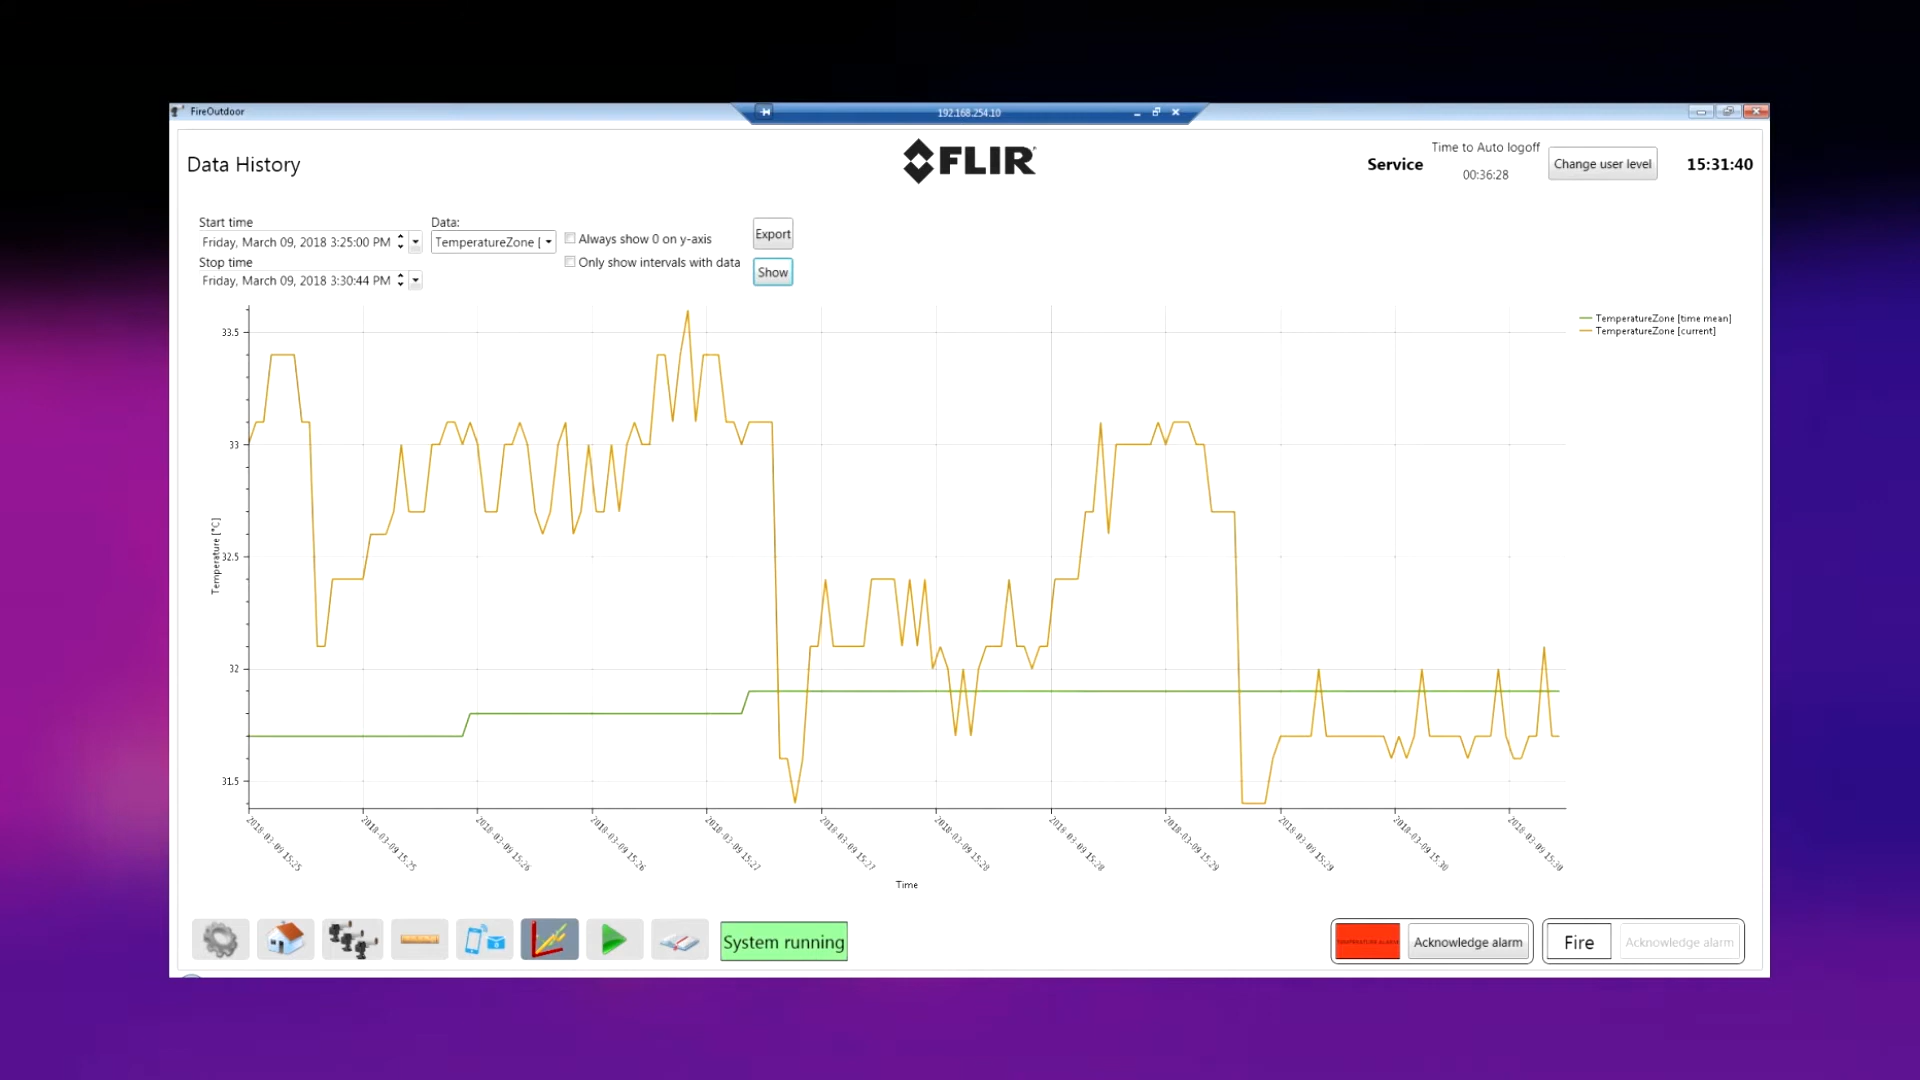 FireOutdoor
192.168.254.10
Data History
FLIR
Service
Time to Auto logoff
00:36:28
Change user level
15:31:40
Start time
Friday, March 09, 2018 3:25:00 PM
Stop time
Friday, March 09, 2018 3:30:44 PM
Data:
TemperatureZone [
Always show 0 on y-axis
Only show intervals with data
Export
Show
TemperatureZone [time mean]
TemperatureZone [current]
Temperature [°C]
33.5
33
32.5
32
31.5
2018-03-09 15:25
2018-03-09 15:25
2018-03-09 15:26
2018-03-09 15:26
2018-03-09 15:27
2018-03-09 15:27
2018-03-09 15:28
2018-03-09 15:28
2018-03-09 15:29
2018-03-09 15:29
2018-03-09 15:30
2018-03-09 15:30
Time
System running
TEMPERATURE ALARM
Acknowledge alarm
Fire
Acknowledge alarm